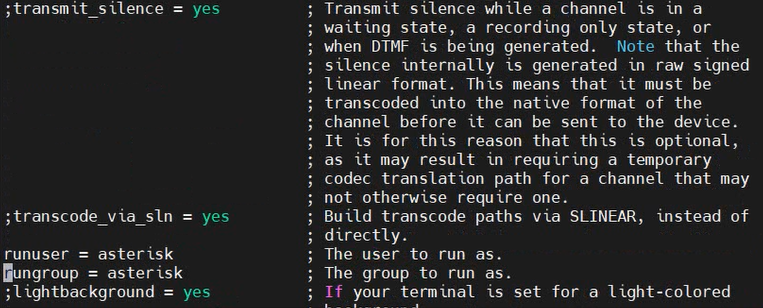 ;transmit_silence = yes ; Transmit silence while a channel is in a
; waiting state, a recording only state, or
; when DTMF is being generated.  Note that the
; silence internally is generated in raw signed
; linear format. This means that it must be
; transcoded into the native format of the
; channel before it can be sent to the device.
; It is for this reason that this is optional,
; as it may result in requiring a temporary
; codec translation path for a channel that may
; not otherwise require one.
;transcode_via_sln = yes ; Build transcode paths via SLINEAR, instead of
; directly.
runuser = asterisk ; The user to run as.
rungroup = asterisk ; The group to run as.
;lightbackground = yes ; If your terminal is set for a light-colored